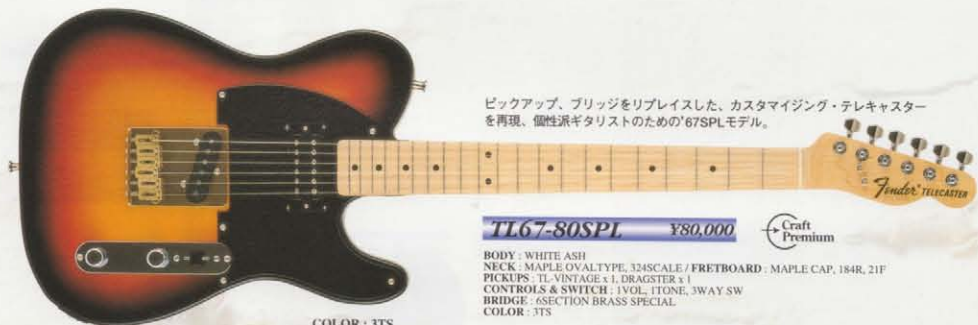 ピックアップ、ブリッジをリプレイスした、カスタマイジング・テレキャスター
を再現、個性派ギタリストのための'67SPLモデル。
Fender TELECASTER
TL67-80SPL ¥80,000
Craft
Premium
BODY : WHITE ASH
NECK : MAPLE OVALTYPE, 324SCALE / FRETBOARD : MAPLE CAP, 184R, 21F
PICKUPS : TL-VINTAGE x 1, DRAGSTER x 1
CONTROLS & SWITCH : 1VOL, 1TONE, 3WAY SW
BRIDGE : 6SECTION BRASS SPECIAL
COLOR : 3TS
COLOR : 3TS